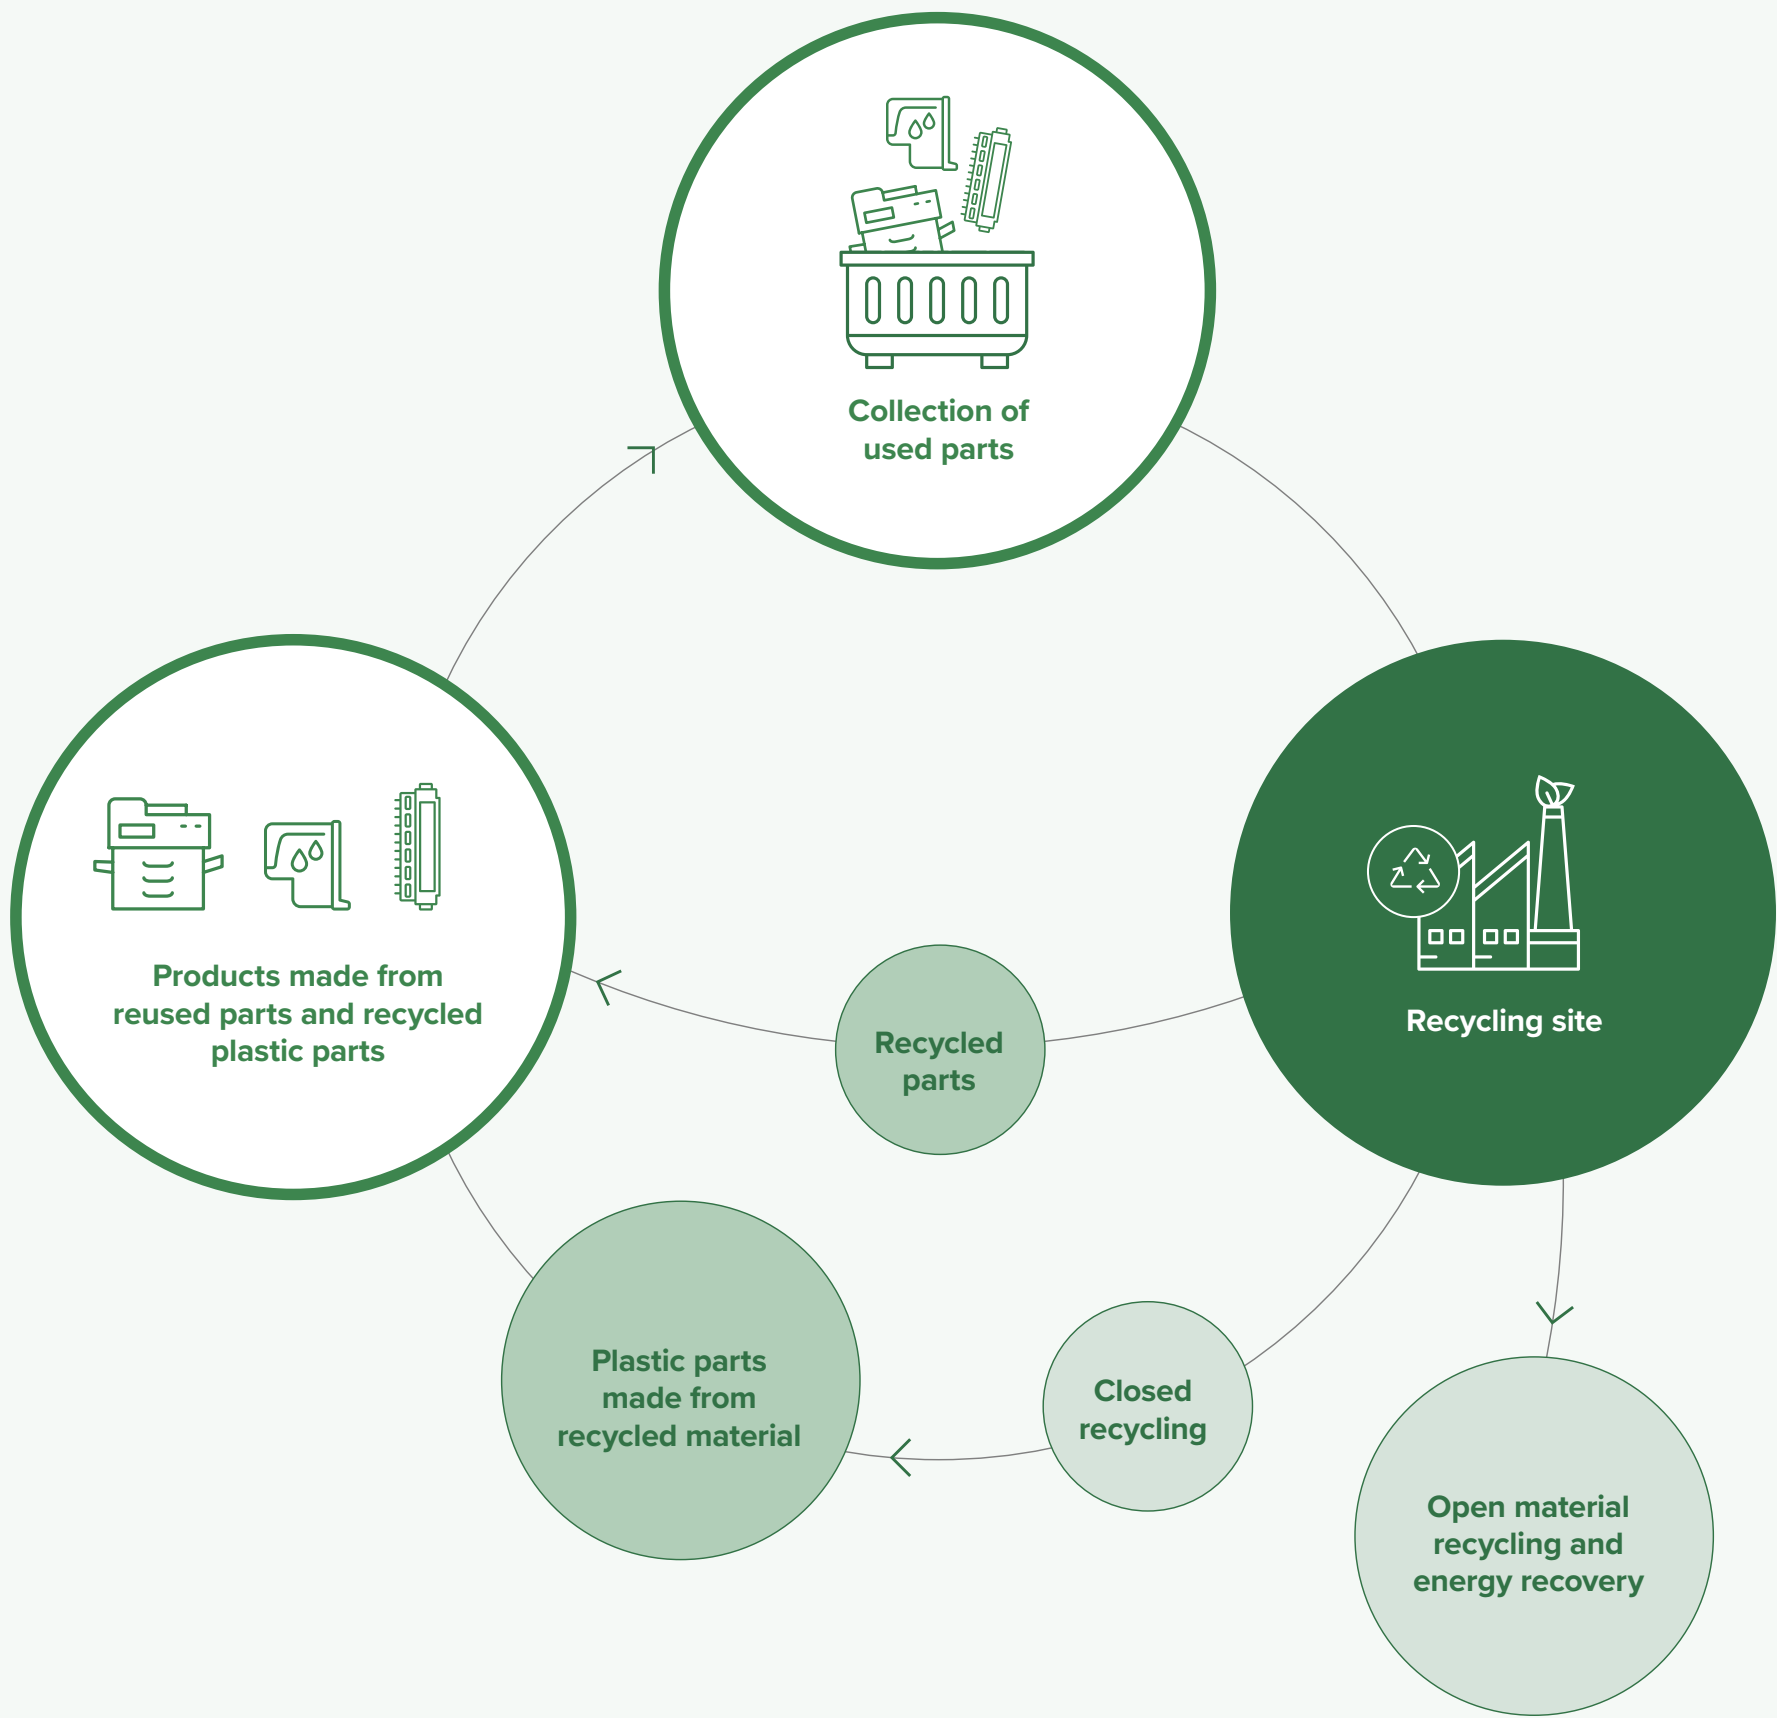 Collection of
used parts
Recycling site
Products made from
reused parts and recycled
plastic parts
Recycled
parts
Plastic parts
made from
recycled material
Closed
recycling
Open material
recycling and
energy recovery